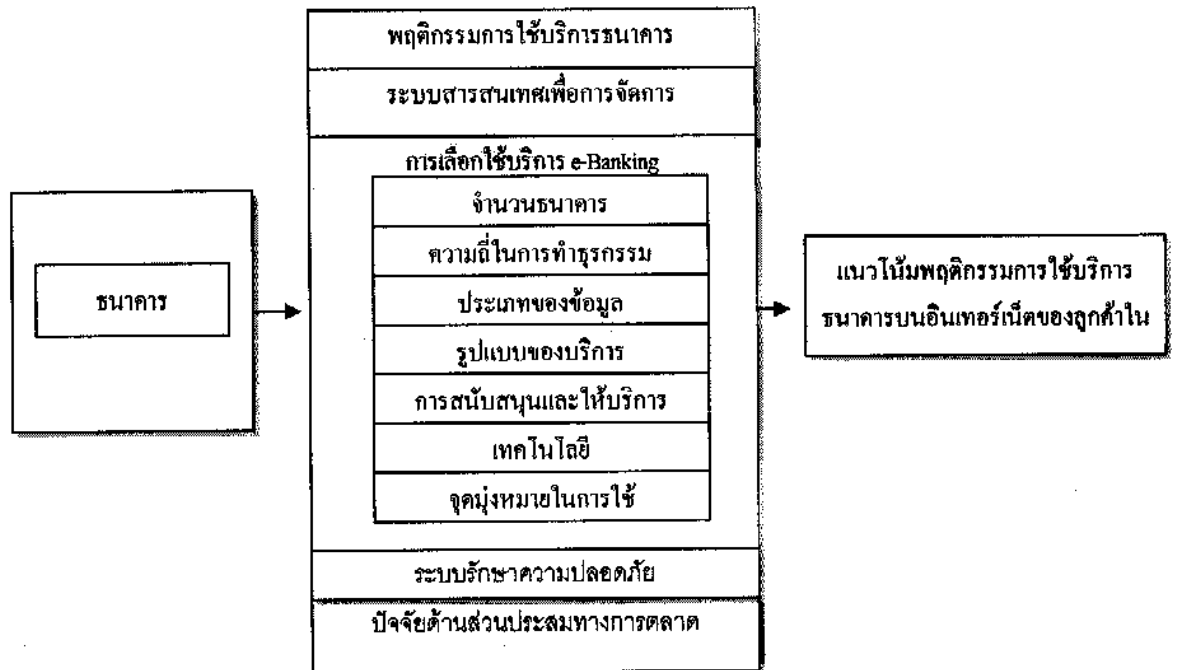 พฤติกรรมการใช้บริการธนาคาร
ระบบสารสนเทศเพื่อการจัดการ
การเลือกใช้บริการ e-Banking
จำนวนธนาคาร
ความถี่ในการทำธุรกรรม
ประเภทของข้อมูล
รูปแบบของบริการ
การสนับสนุนและให้บริการ
เทคโนโลยี
จุดมุ่งหมายในการใช้
ระบบรักษาความปลอดภัย
ปัจจัยด้านส่วนประสมทางการตลาด
ธนาคาร
แนวโน้มพฤติกรรมการใช้บริการ
ธนาคารบนอินเทอร์เน็ตของลูกค้าใน